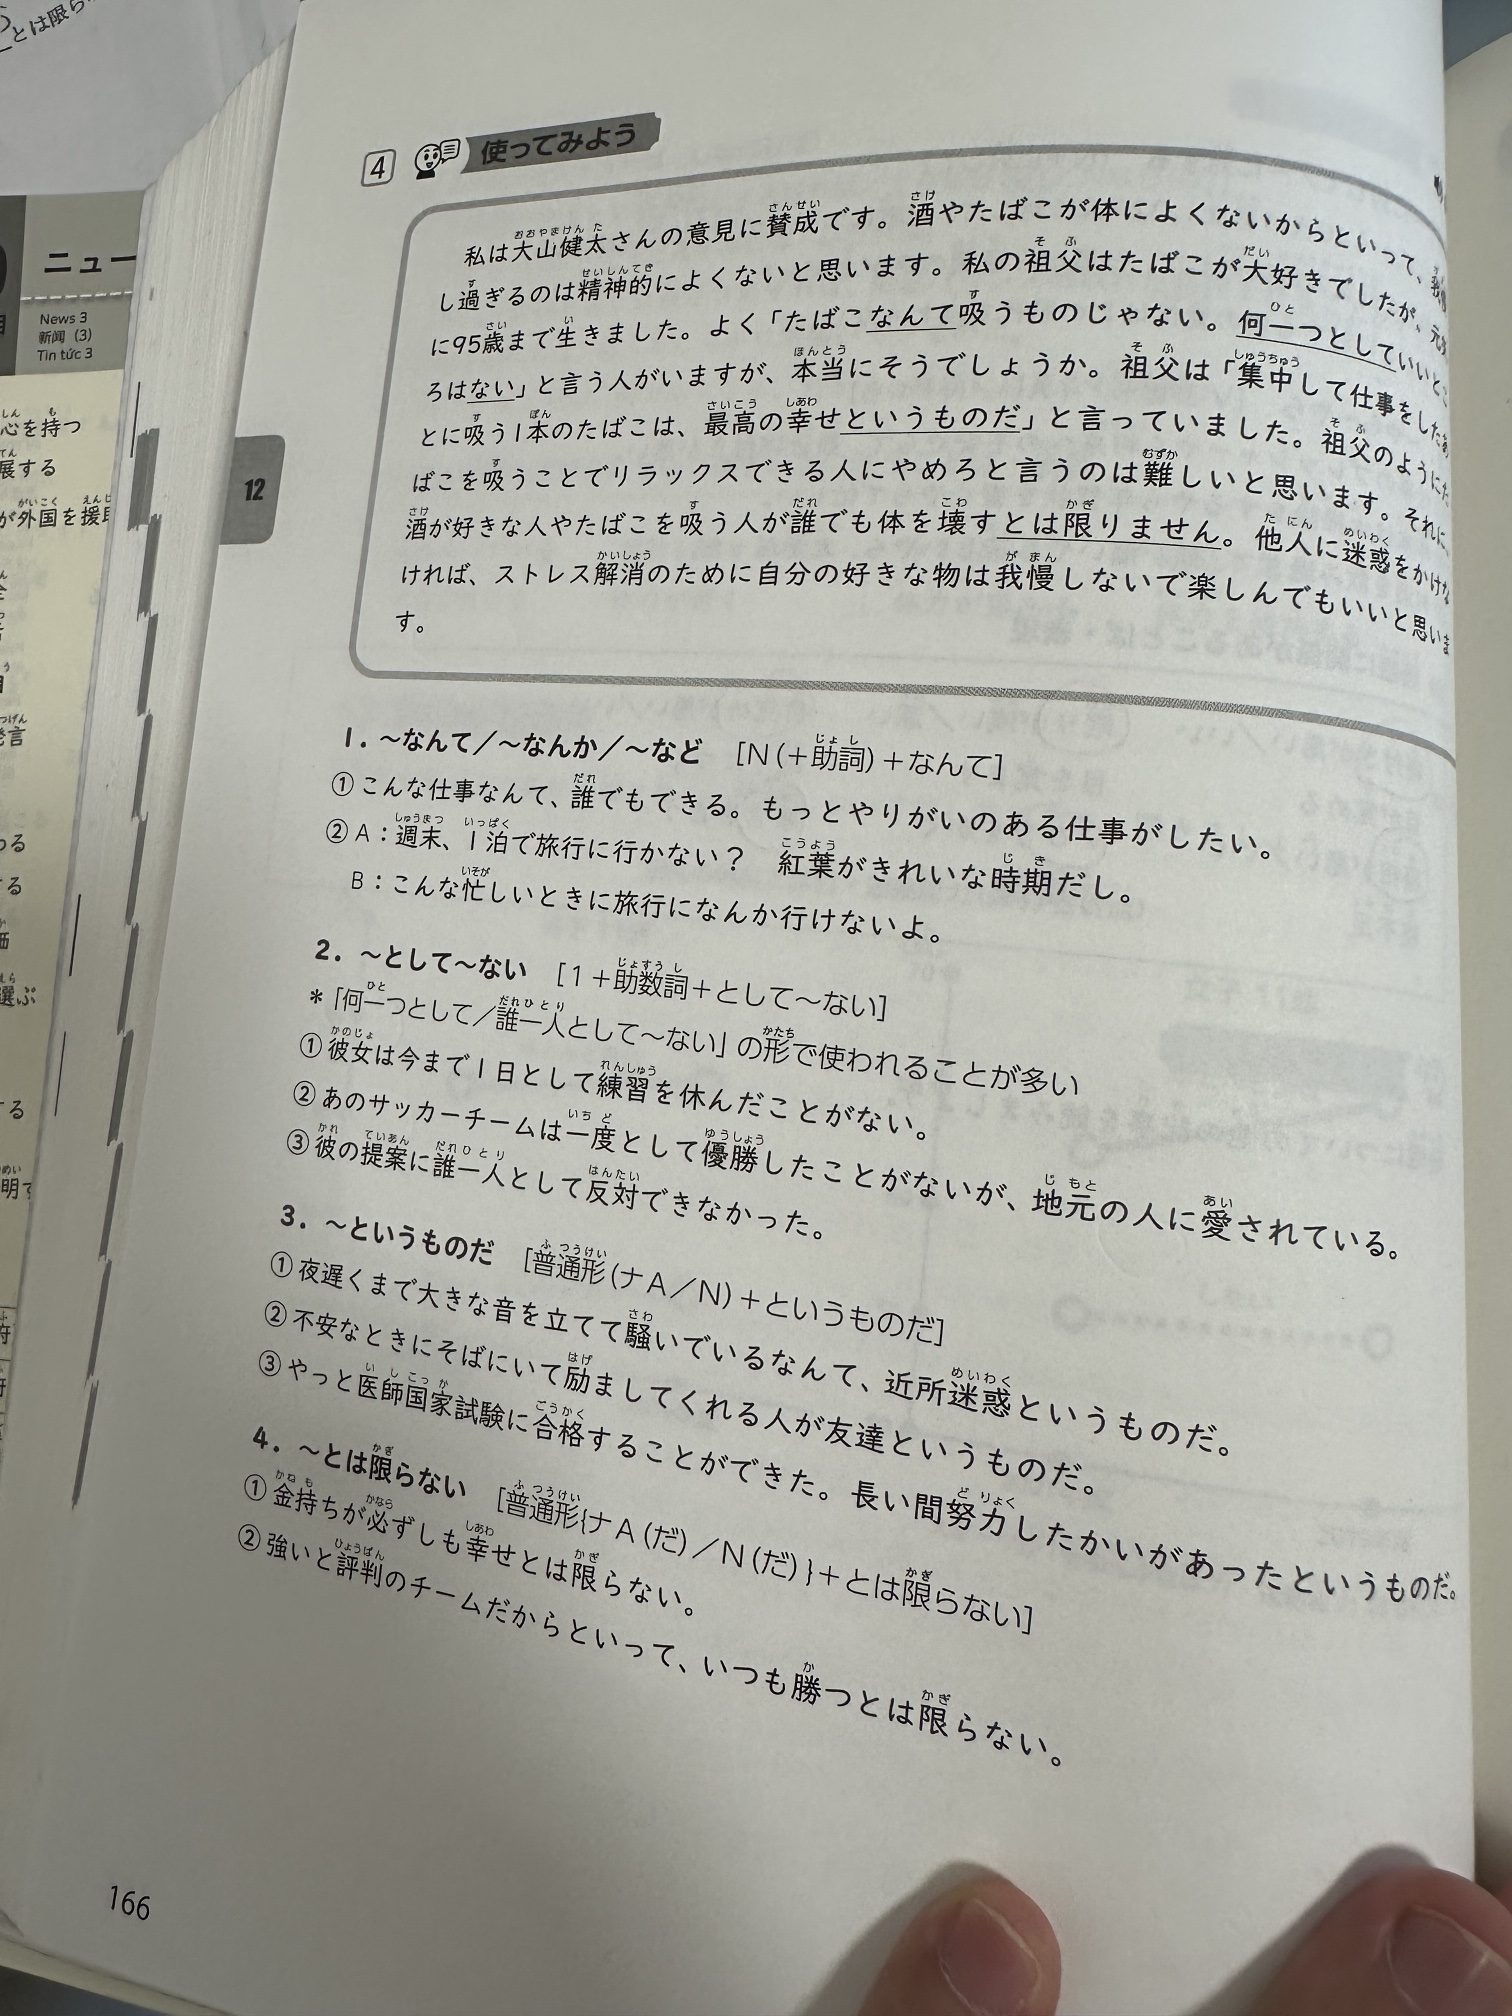 とは限ら
ニュー
News 3
新闻（3）
Tin tức 3
心を持つ
展する
が外国を援
発言
選ぶ
12
4 使ってみよう
私は大山健太さんの意見に賛成です。酒やたばこが体によくないからといって、我慢
し過ぎるのは精神的によくないと思います。私の祖父はたばこが大好きでしたが、元気
に95歳まで生きました。よく「たばこなんて吸うものじゃない。何一つとしていいとこ
ろはない」と言う人がいますが、本当にそうでしょうか。祖父は「集中して仕事をしたあ
とに吸う1本のたばこは、最高の幸せというものだ」と言っていました。祖父のようにた
ばこを吸うことでリラックスできる人にやめろと言うのは難しいと思います。それに、
酒が好きな人やたばこを吸う人が誰でも体を壊すとは限りません。他人に迷惑をかけな
ければ、ストレス解消のために自分の好きな物は我慢しないで楽しんでもいいと思いま
す。
1．～なんて／～なんか／～など ［N（＋助詞）＋なんて］
①こんな仕事なんて、誰でもできる。もっとやりがいのある仕事がしたい。
②A：週末、1泊で旅行に行かない？ 紅葉がきれいな時期だし。
B：こんな忙しいときに旅行になんか行けないよ。
2．～として～ない ［1＋助数詞＋として～ない］
＊「何一つとして／誰一人として～ない」の形で使われることが多い
①彼女は今まで1日として練習を休んだことがない。
②あのサッカーチームは一度として優勝したことがないが、地元の人に愛されている。
③彼の提案に誰一人として反対できなかった。
3．～というものだ ［普通形（ナA／N）＋というものだ］
①夜遅くまで大きな音を立てて騒いでいるなんて、近所迷惑というものだ。
②不安なときにそばにいて励ましてくれる人が友達というものだ。
③やっと医師国家試験に合格することができた。長い間努力したかいがあったというものだ。
4．～とは限らない ［普通形{ナA（だ）／N（だ）}＋とは限らない］
①金持ちが必ずしも幸せとは限らない。
②強いと評判のチームだからといって、いつも勝つとは限らない。
166